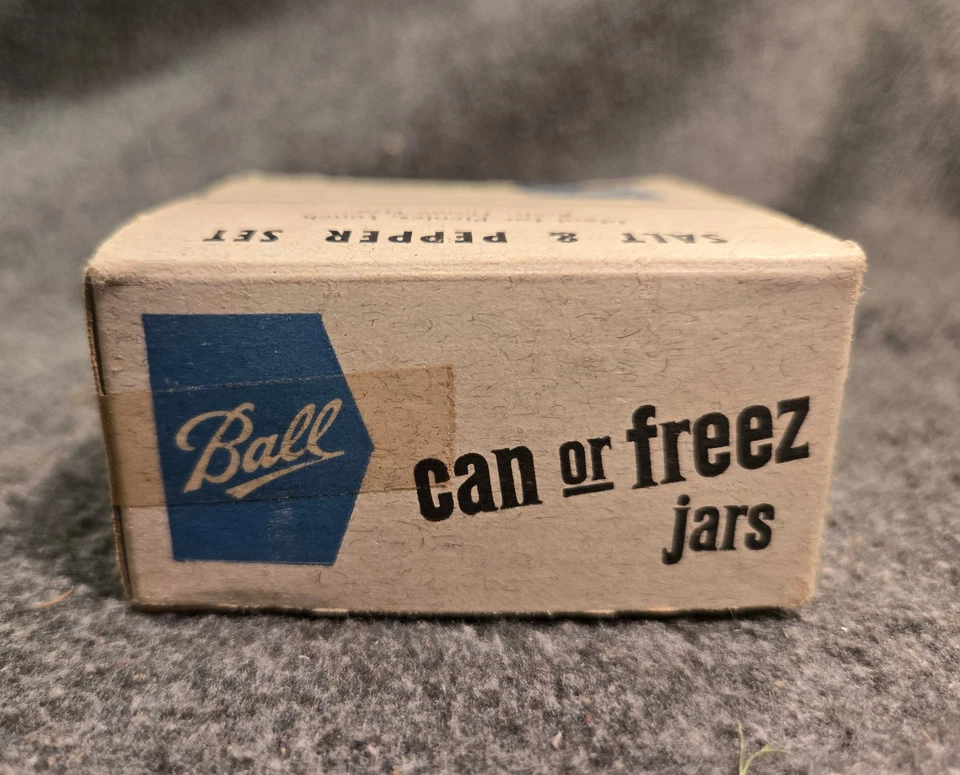 SALT & PEPPER SET
Ball
can or freez
jars